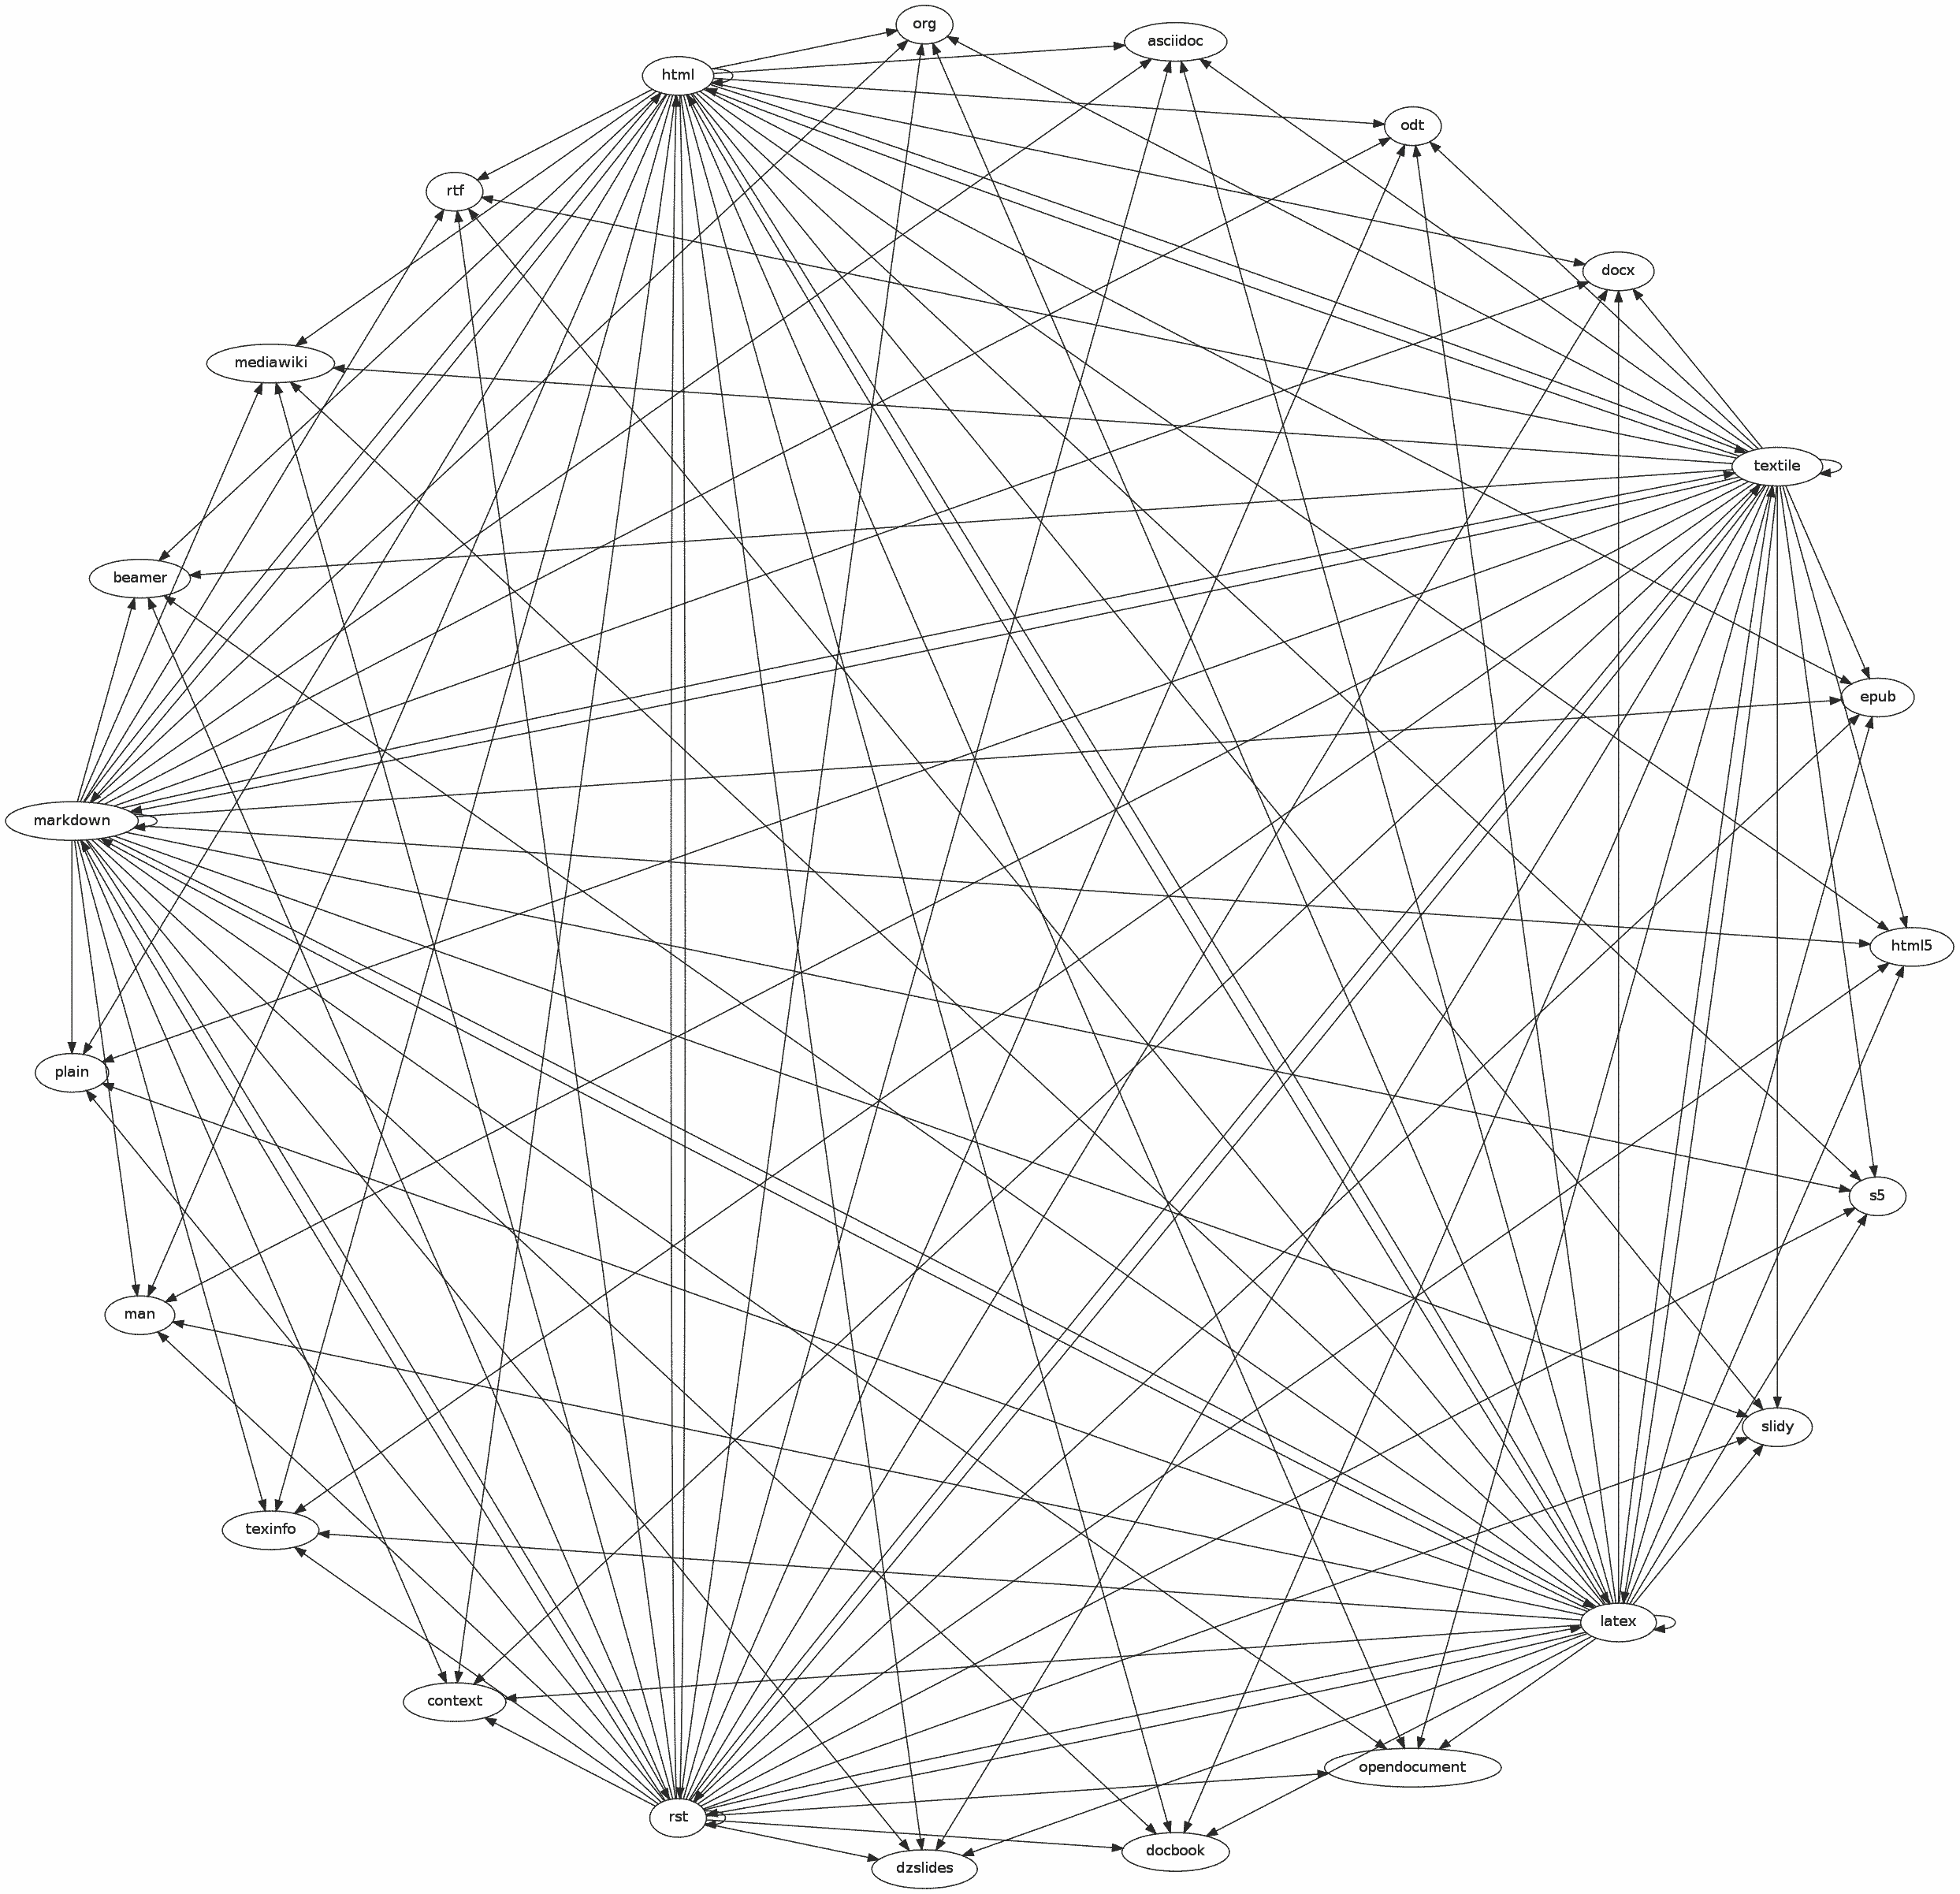 org
asciidoc
html
odt
rtf
docx
mediawiki
textile
beamer
epub
markdown
html5
plain
s5
man
slidy
texinfo
latex
context
opendocument
rst
docbook
dzslides